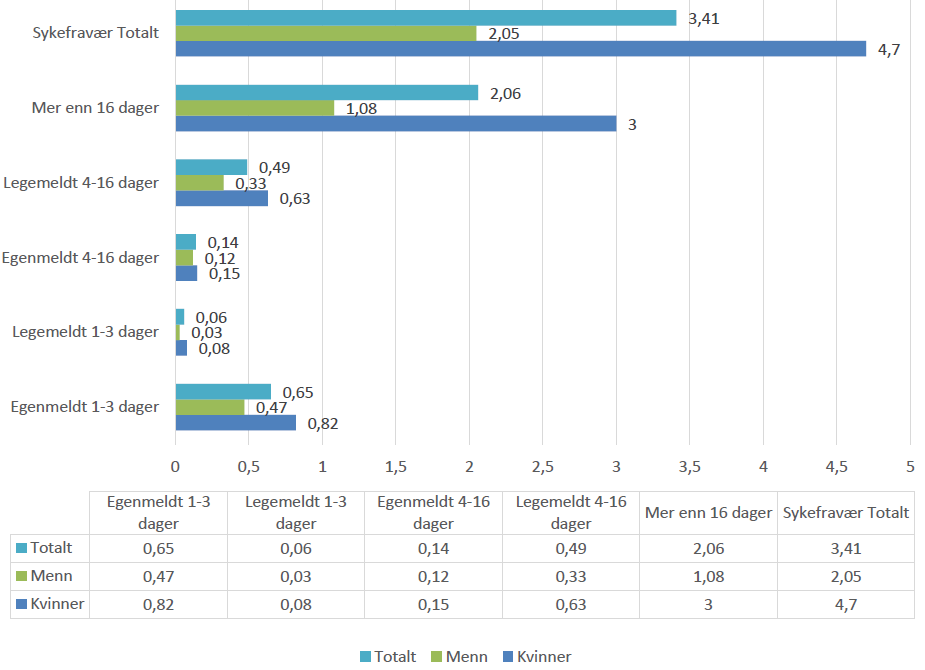 Sykefravær Totalt
3,41
2,05
4,7
Mer enn 16 dager
2,06
1,08
3
Legemeldt 4-16 dager
0,49
0,33
0,63
Egenmeldt 4-16 dager
0,14
0,12
0,15
Legemeldt 1-3 dager
0,06
0,03
0,08
Egenmeldt 1-3 dager
0,65
0,47
0,82
0 0,5 1 1,5 2 2,5 3 3,5 4 4,5 5
Egenmeldt 1-3 dager Legemeldt 1-3 dager Egenmeldt 4-16 dager Legemeldt 4-16 dager Mer enn 16 dager Sykefravær Totalt
Totalt 0,65 0,06 0,14 0,49 2,06 3,41
Menn 0,47 0,03 0,12 0,33 1,08 2,05
Kvinner 0,82 0,08 0,15 0,63 3 4,7
Totalt Menn Kvinner